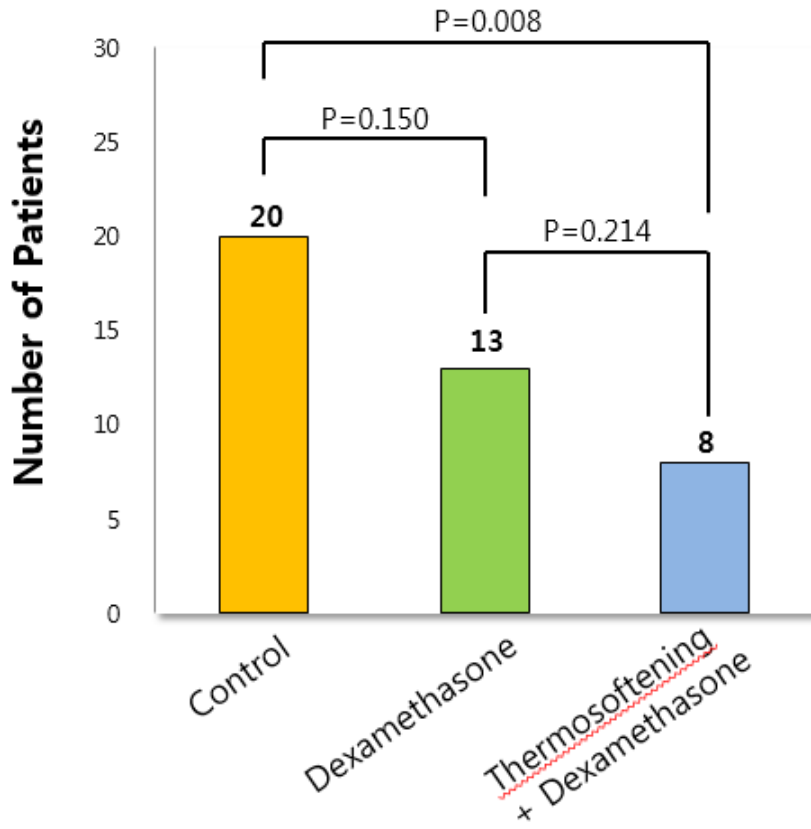 P=0.008
30
P=0.150
25
20
20
P=0.214
15
13
10
8
5
0
Number of Patients
Control
Dexamethasone
Thermosoftening
+ Dexamethasone